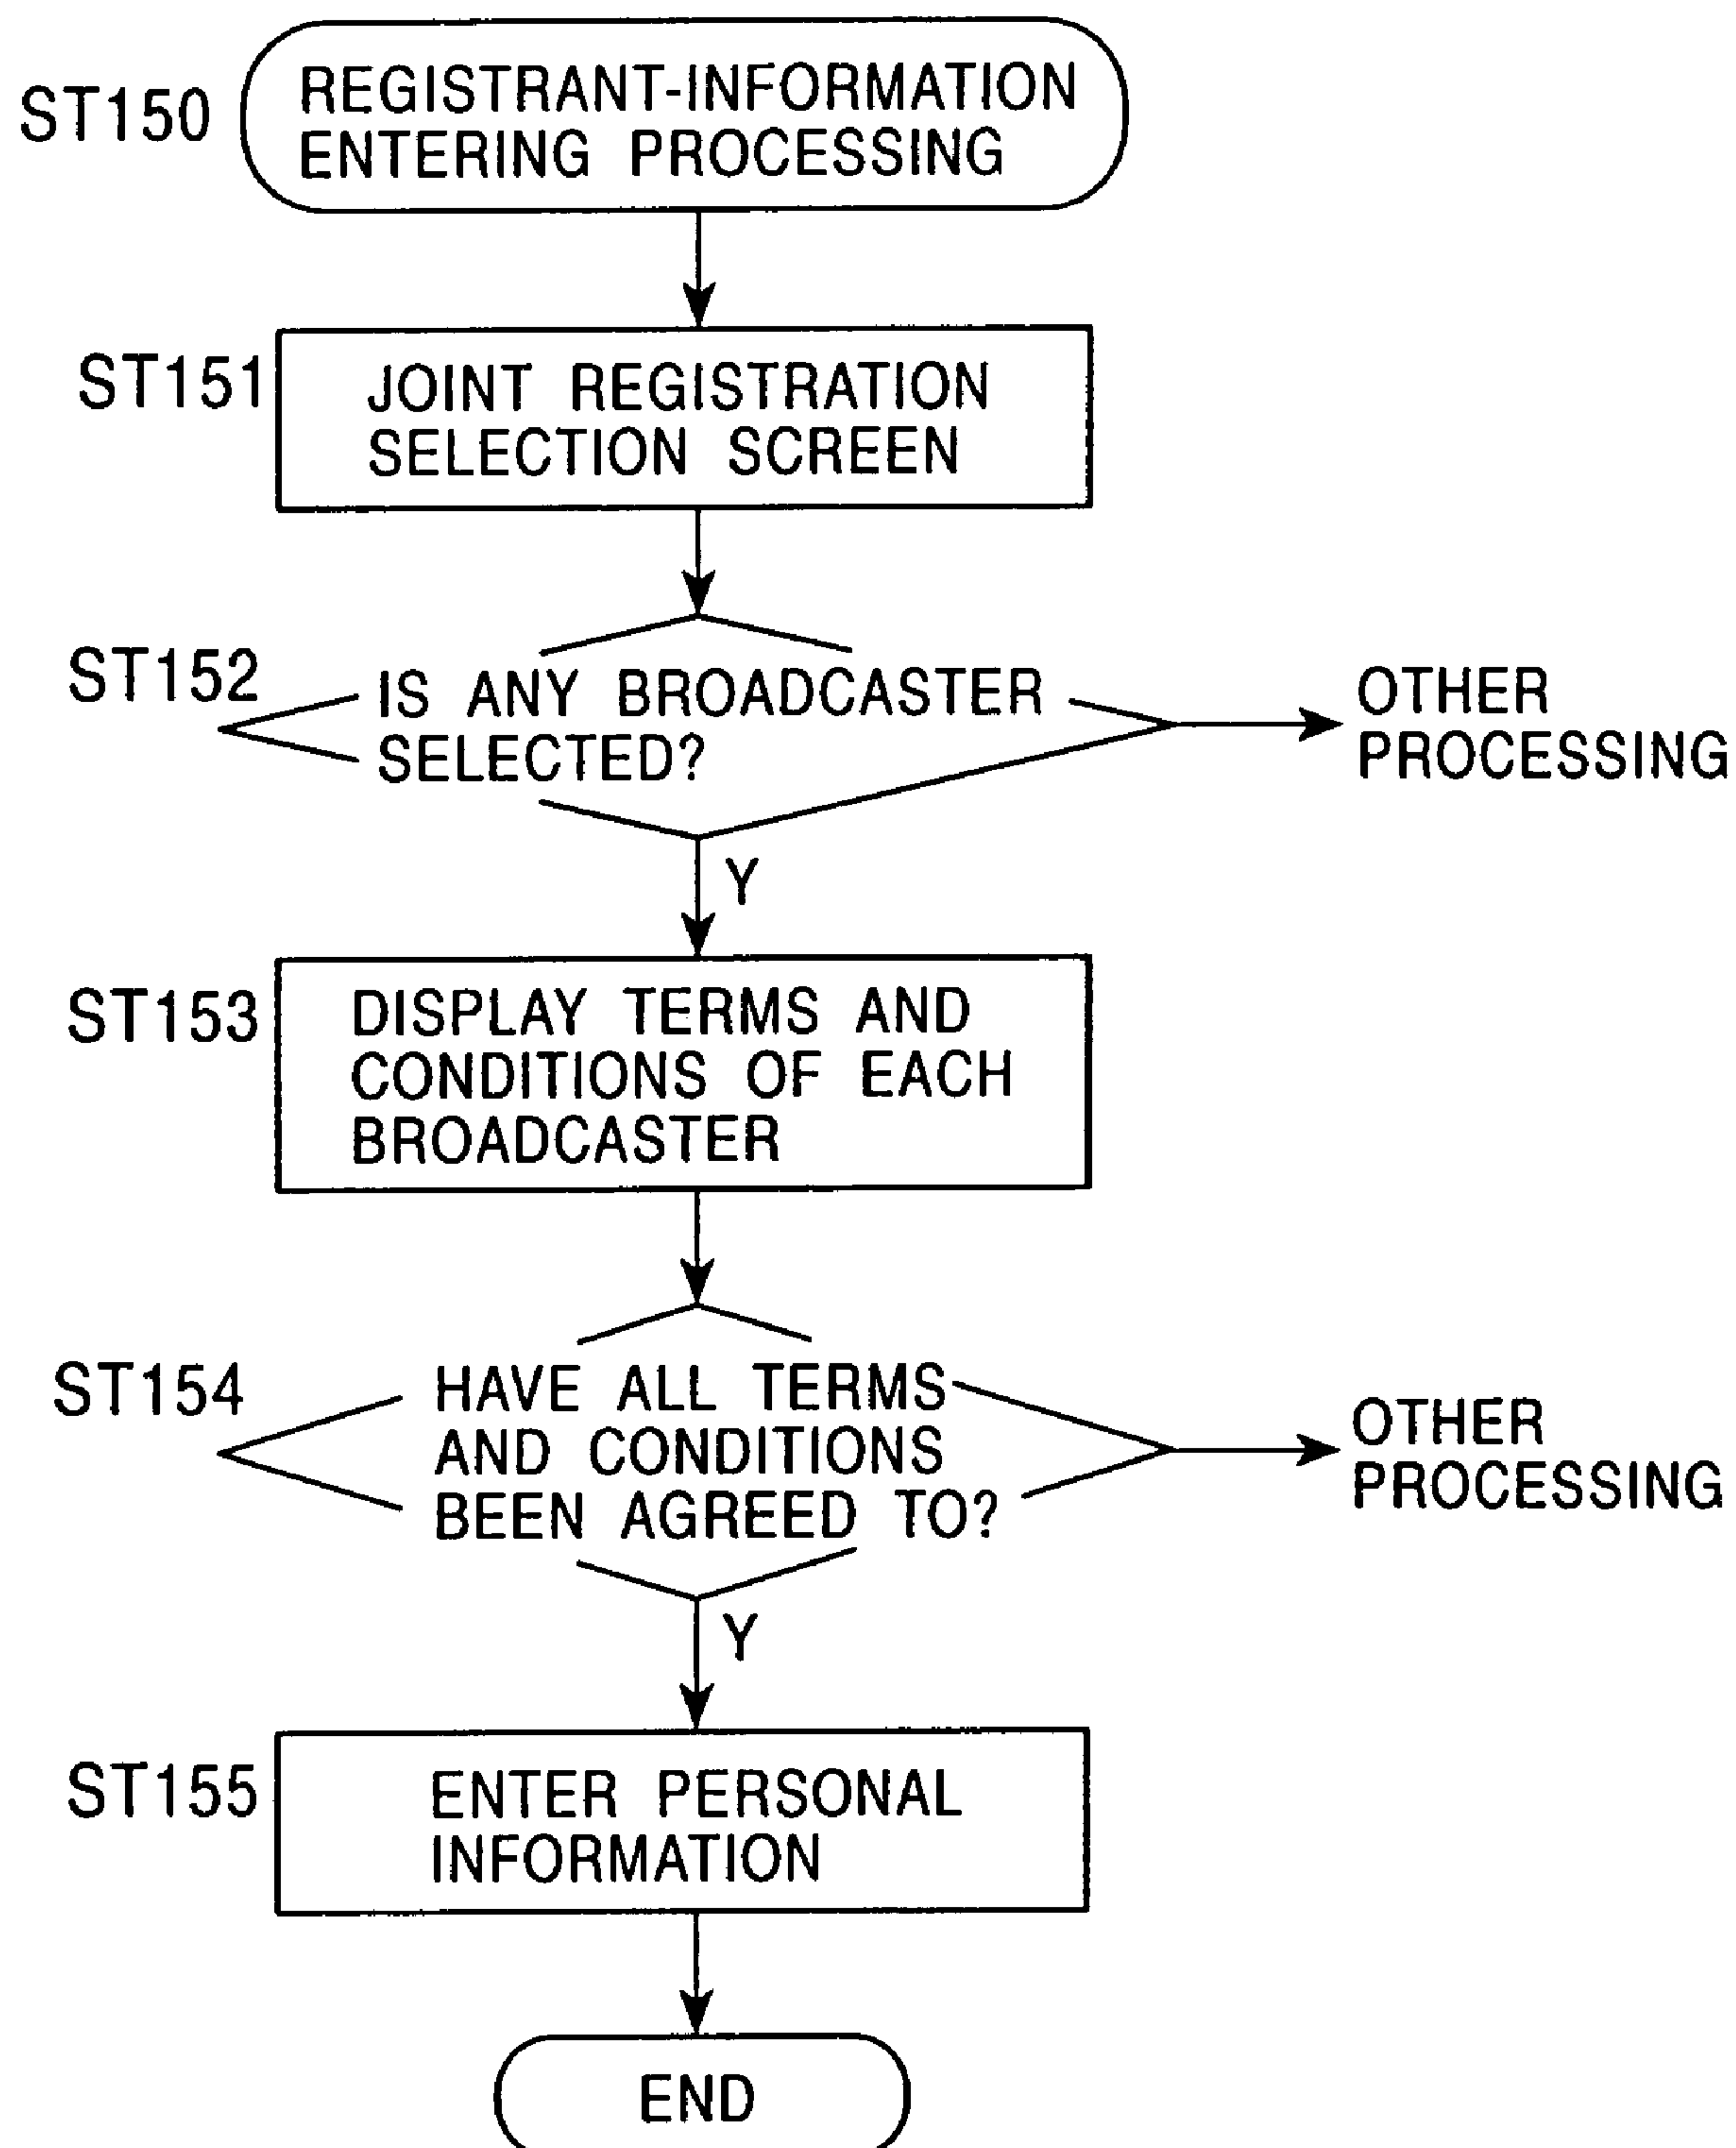 ST150
REGISTRANT-INFORMATION
ENTERING PROCESSING
ST151
JOINT REGISTRATION
SELECTION SCREEN
ST152
IS ANY BROADCASTER
SELECTED?
OTHER
PROCESSING
Y
ST153
DISPLAY TERMS AND
CONDITIONS OF EACH
BROADCASTER
ST154
HAVE ALL TERMS
AND CONDITIONS
BEEN AGREED TO?
OTHER
PROCESSING
Y
ST155
ENTER PERSONAL
INFORMATION
END